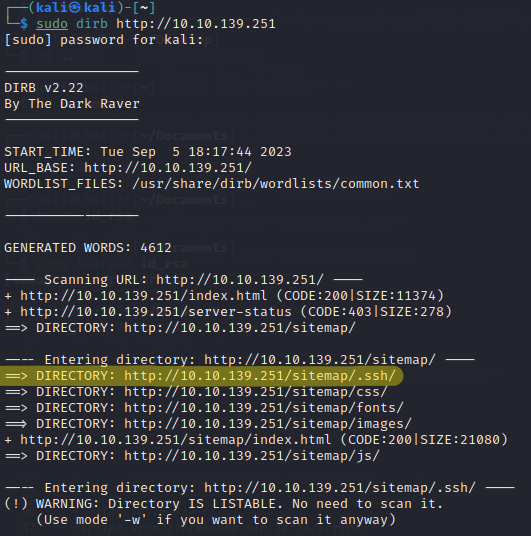 ┌──(kali㉿kali)-[~]
└─$ sudo dirb http://10.10.139.251
[sudo] password for kali:
-----------------
DIRB v2.22
By The Dark Raver
-----------------
START_TIME: Tue Sep  5 18:17:44 2023
URL_BASE: http://10.10.139.251/
WORDLIST_FILES: /usr/share/dirb/wordlists/common.txt
-----------------
GENERATED WORDS: 4612
---- Scanning URL: http://10.10.139.251/ ----
+ http://10.10.139.251/index.html (CODE:200|SIZE:11374)
+ http://10.10.139.251/server-status (CODE:403|SIZE:278)
==> DIRECTORY: http://10.10.139.251/sitemap/
---- Entering directory: http://10.10.139.251/sitemap/ ----
==> DIRECTORY: http://10.10.139.251/sitemap/.ssh/
==> DIRECTORY: http://10.10.139.251/sitemap/css/
==> DIRECTORY: http://10.10.139.251/sitemap/fonts/
==> DIRECTORY: http://10.10.139.251/sitemap/images/
+ http://10.10.139.251/sitemap/index.html (CODE:200|SIZE:21080)
==> DIRECTORY: http://10.10.139.251/sitemap/js/
---- Entering directory: http://10.10.139.251/sitemap/.ssh/ ----
(!) WARNING: Directory IS LISTABLE. No need to scan it.
(Use mode '-w' if you want to scan it anyway)